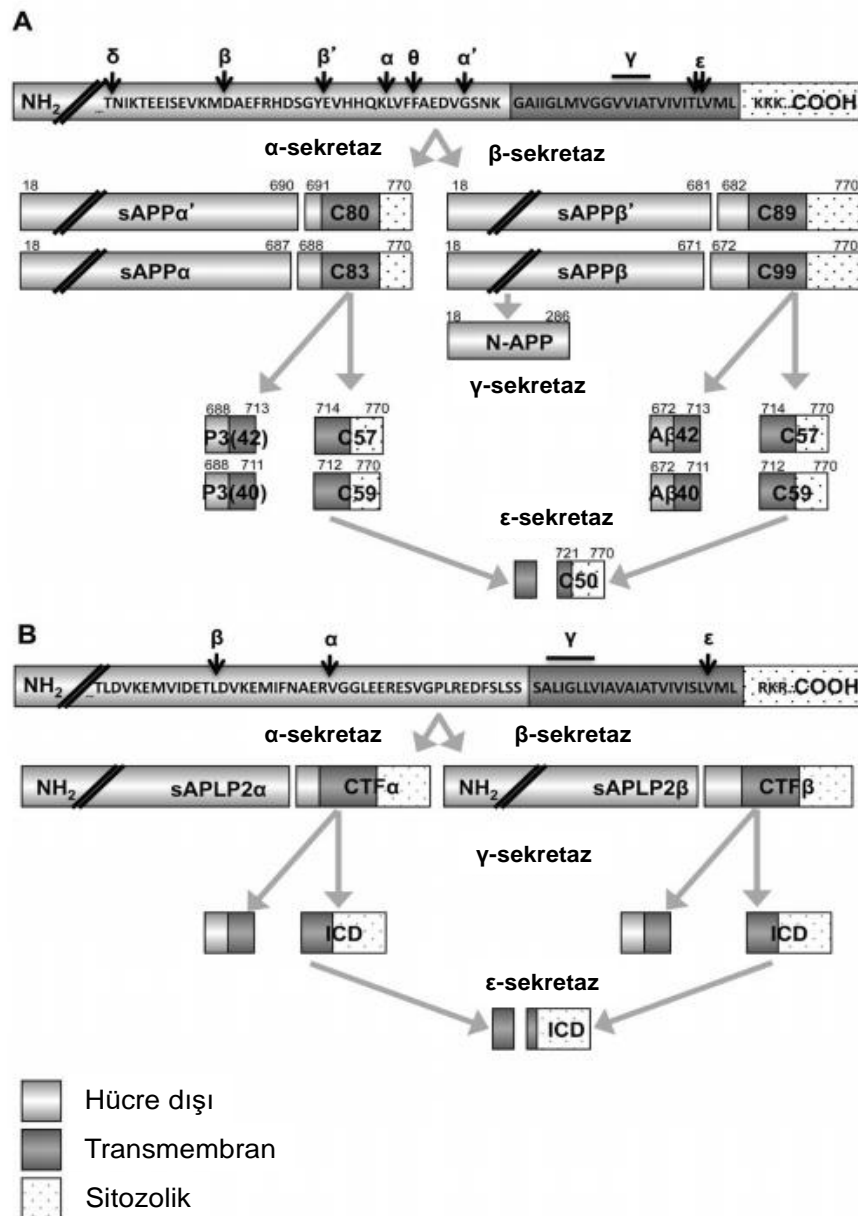 A
δ β β’ α θ α’ γ ε
NH2 _TNIKTEEISEVKMDAEFRHDSGYEVHHQKLVFFAEDVGSNK GAIIGLMVGGVVIATVIVITLVML KKK...COOH
α-sekretaz β-sekretaz
18 690 691 770 18 681 682 770
sAPPα’ C80 sAPPβ’ C89
18 687 688 770 18 671 672 770
sAPPα C83 sAPPβ C99
18 286
N-APP
γ-sekretaz
688 713 714 770 672 713 714 770
P3(42) C57 Aβ42 C57
688 711 712 770 672 711 712 770
P3(40) C59 Aβ40 C59
ε-sekretaz
721 770
C50
B
β α γ ε
NH2 _TLDVKEMVIDETLDVKEMIFNAERVGGLEERESVGPLREDFSLSS SALIGLLVIAVAIATVIVISLVML RKR...COOH
α-sekretaz β-sekretaz
NH2 sAPLP2α CTFα NH2 sAPLP2β CTFβ
γ-sekretaz
ICD ICD
ε-sekretaz
ICD
Hücre dışı
Transmembran
Sitozolik